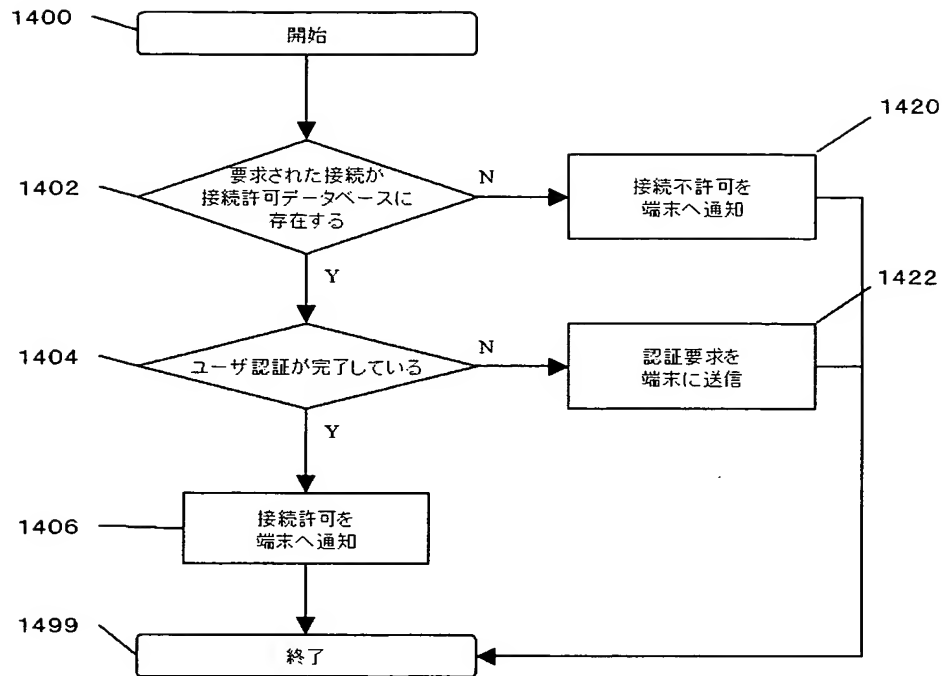 1400
開始
1420
1402
要求された接続が
接続許可データベースに
存在する
N
接続不許可を
端末へ通知
Y
1422
1404
ユーザ認証が完了している
N
認証要求を
端末に送信
Y
1406
接続許可を
端末へ通知
1499
終了